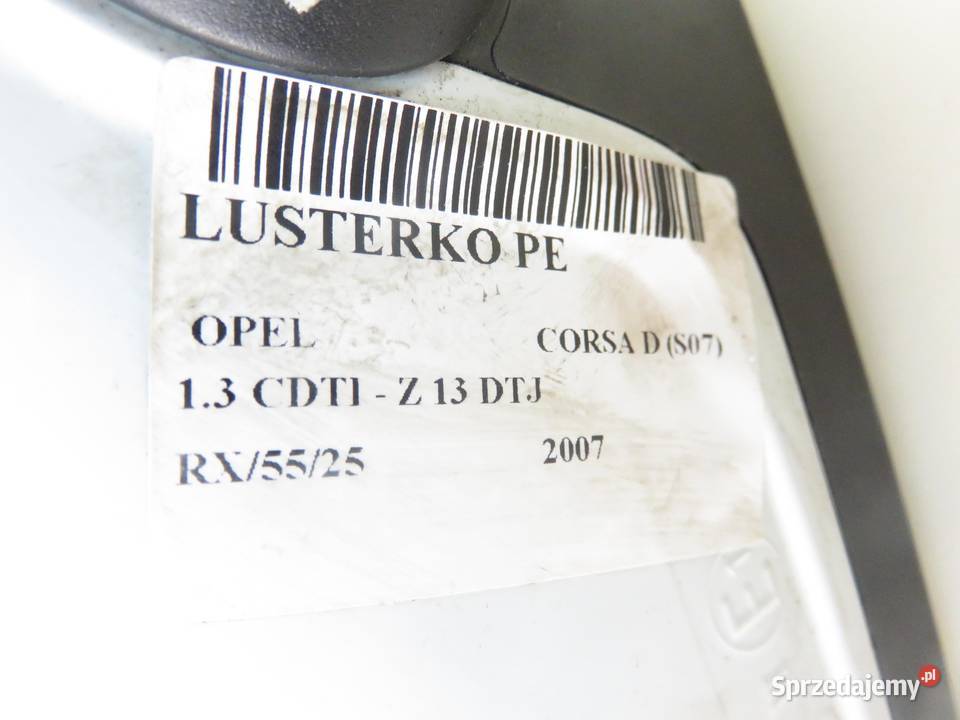 LUSTERKO PE
OPEL CORSA D (S07)
1.3 CDTI - Z 13 DTJ
RX/55/25 2007
E
Sprzedajemy.pl